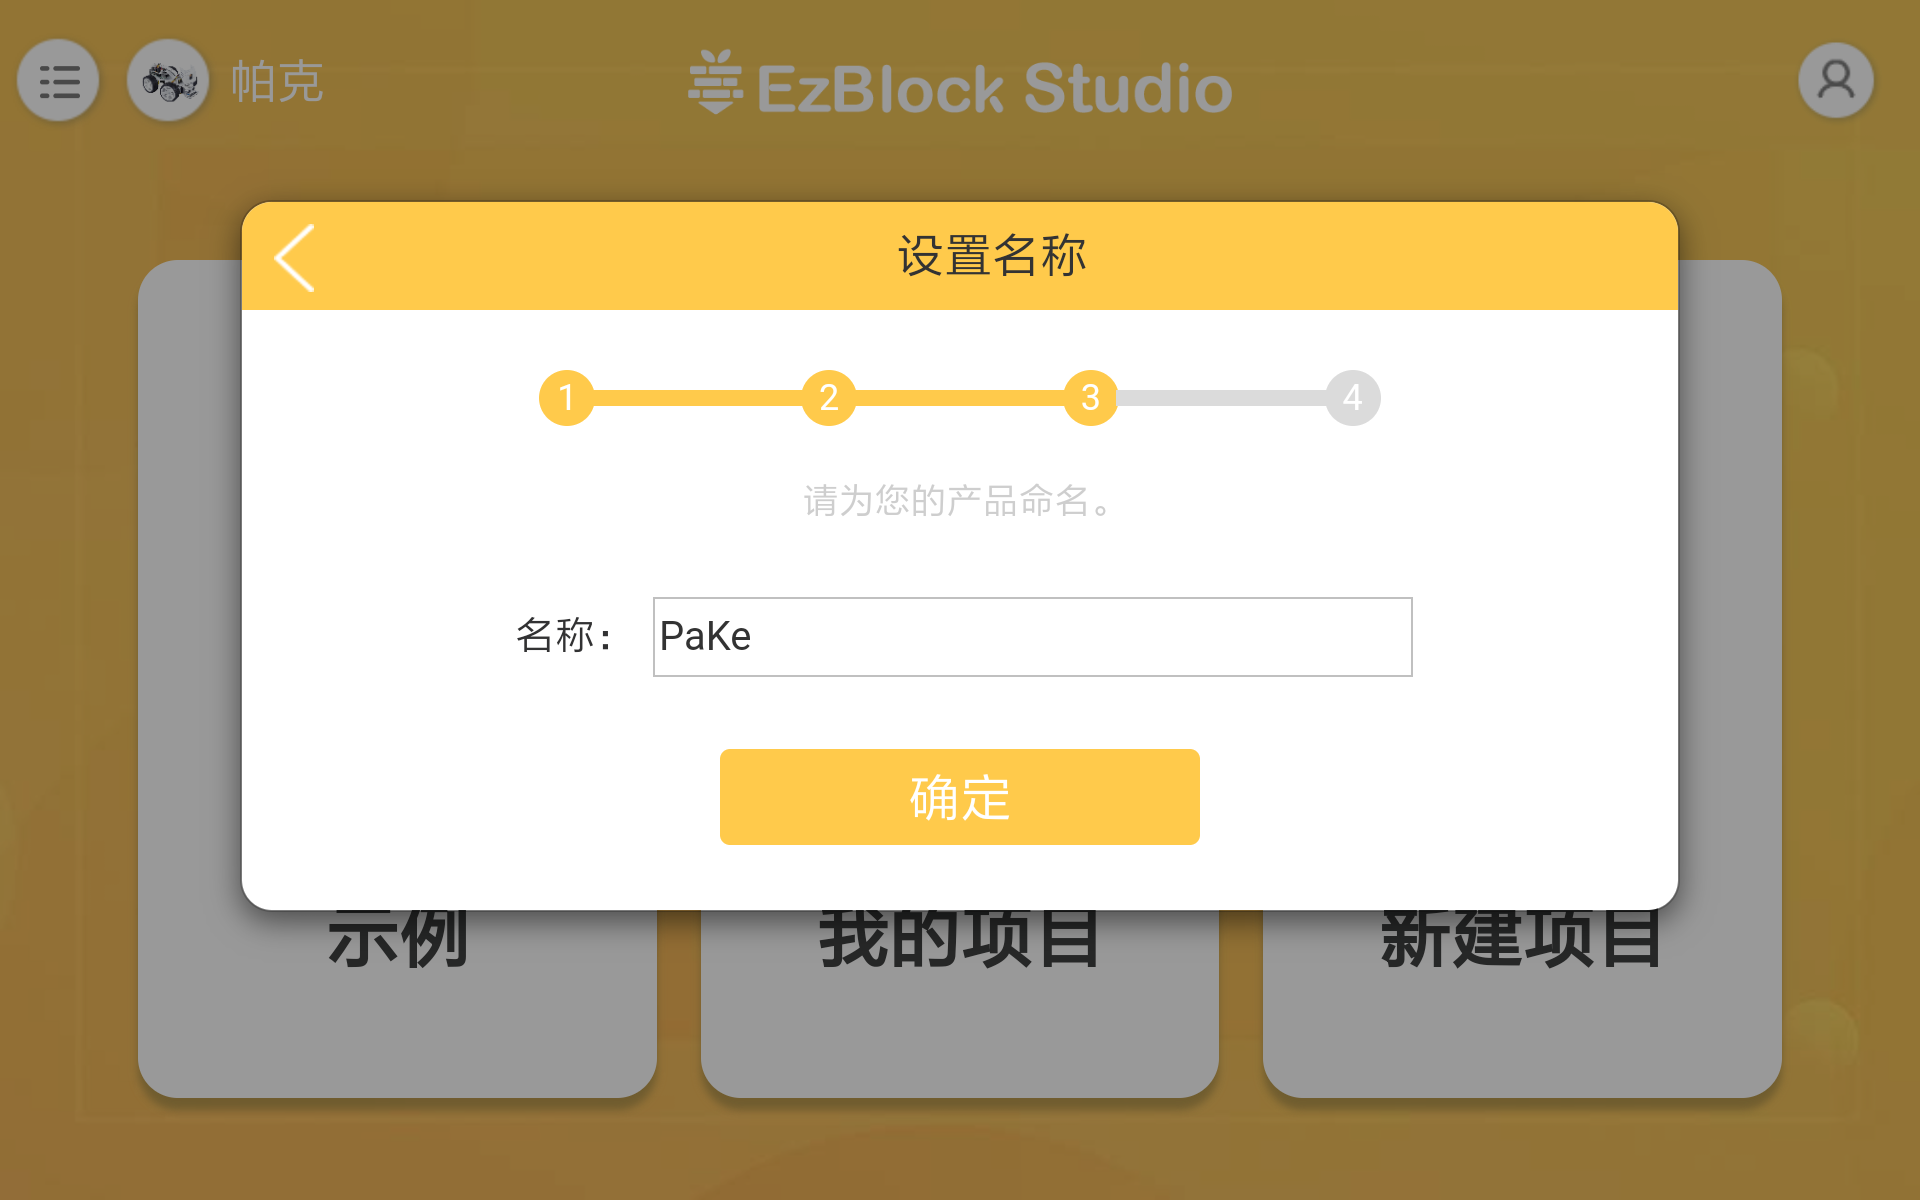 帕克
EzBlock Studio
设置名称
1 2 3 4
请为您的产品命名。
名称：
PaKe
确定
示例
我的项目
新建项目